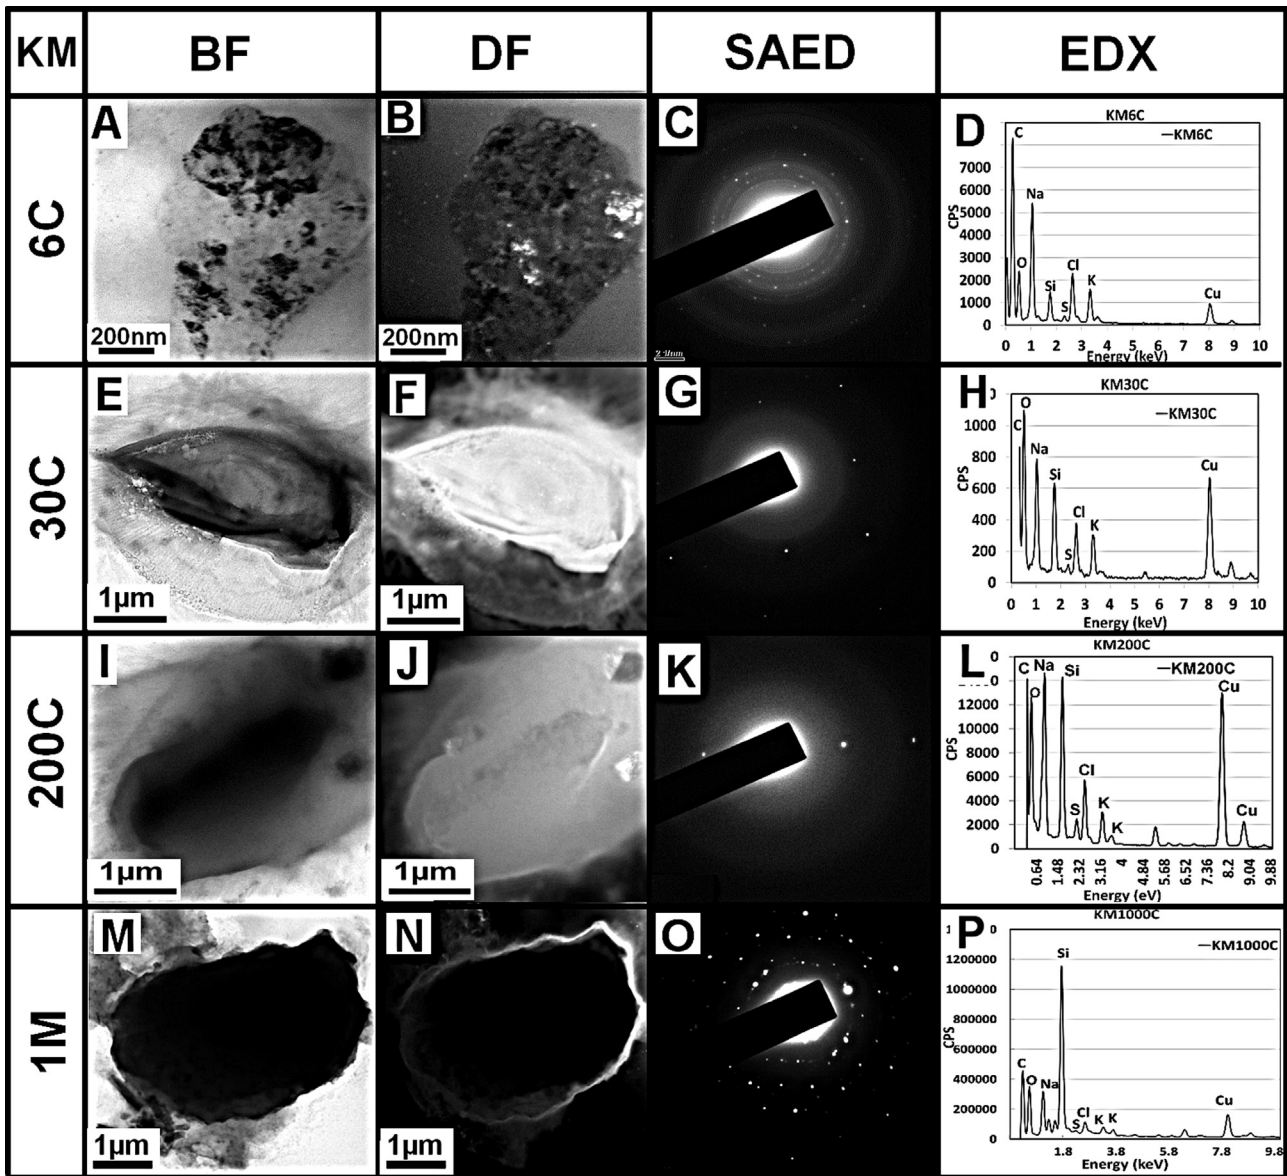 KM BF DF SAED EDX
6C
A
200nm
B
200nm
C
D
KM6C
—KM6C
CPS
7000
6000
5000
4000
3000
2000
1000
0
C
O
Na
Si
S
Cl
K
Cu
0 1 2 3 4 5 6 7 8 9 10
Energy (keV)
30C
E
1µm
F
1µm
G
H
KM30C
—KM30C
CPS
0
1000
800
600
400
200
0
C
O
Na
Si
S
Cl
K
Cu
0 1 2 3 4 5 6 7 8 9 10
Energy (keV)
200C
I
1µm
J
1µm
K
L
KM200C
—KM200C
CPS
0
0
12000
10000
8000
6000
4000
2000
0
C
O
Na
Si
S
Cl
K
K
Cu
Cu
0.64 1.48 2.32 3.16 4 4.84 5.68 6.52 7.36 8.2 9.04 9.88
Energy (eV)
1M
M
1µm
N
1µm
O
P
KM1000C
—KM1000C
CPS
0
1200000
1000000
800000
600000
400000
200000
0
C
O
Na
Si
S
Cl
K
K
Cu
1.8 3.8 5.8 7.8 9.8
Energy (keV)